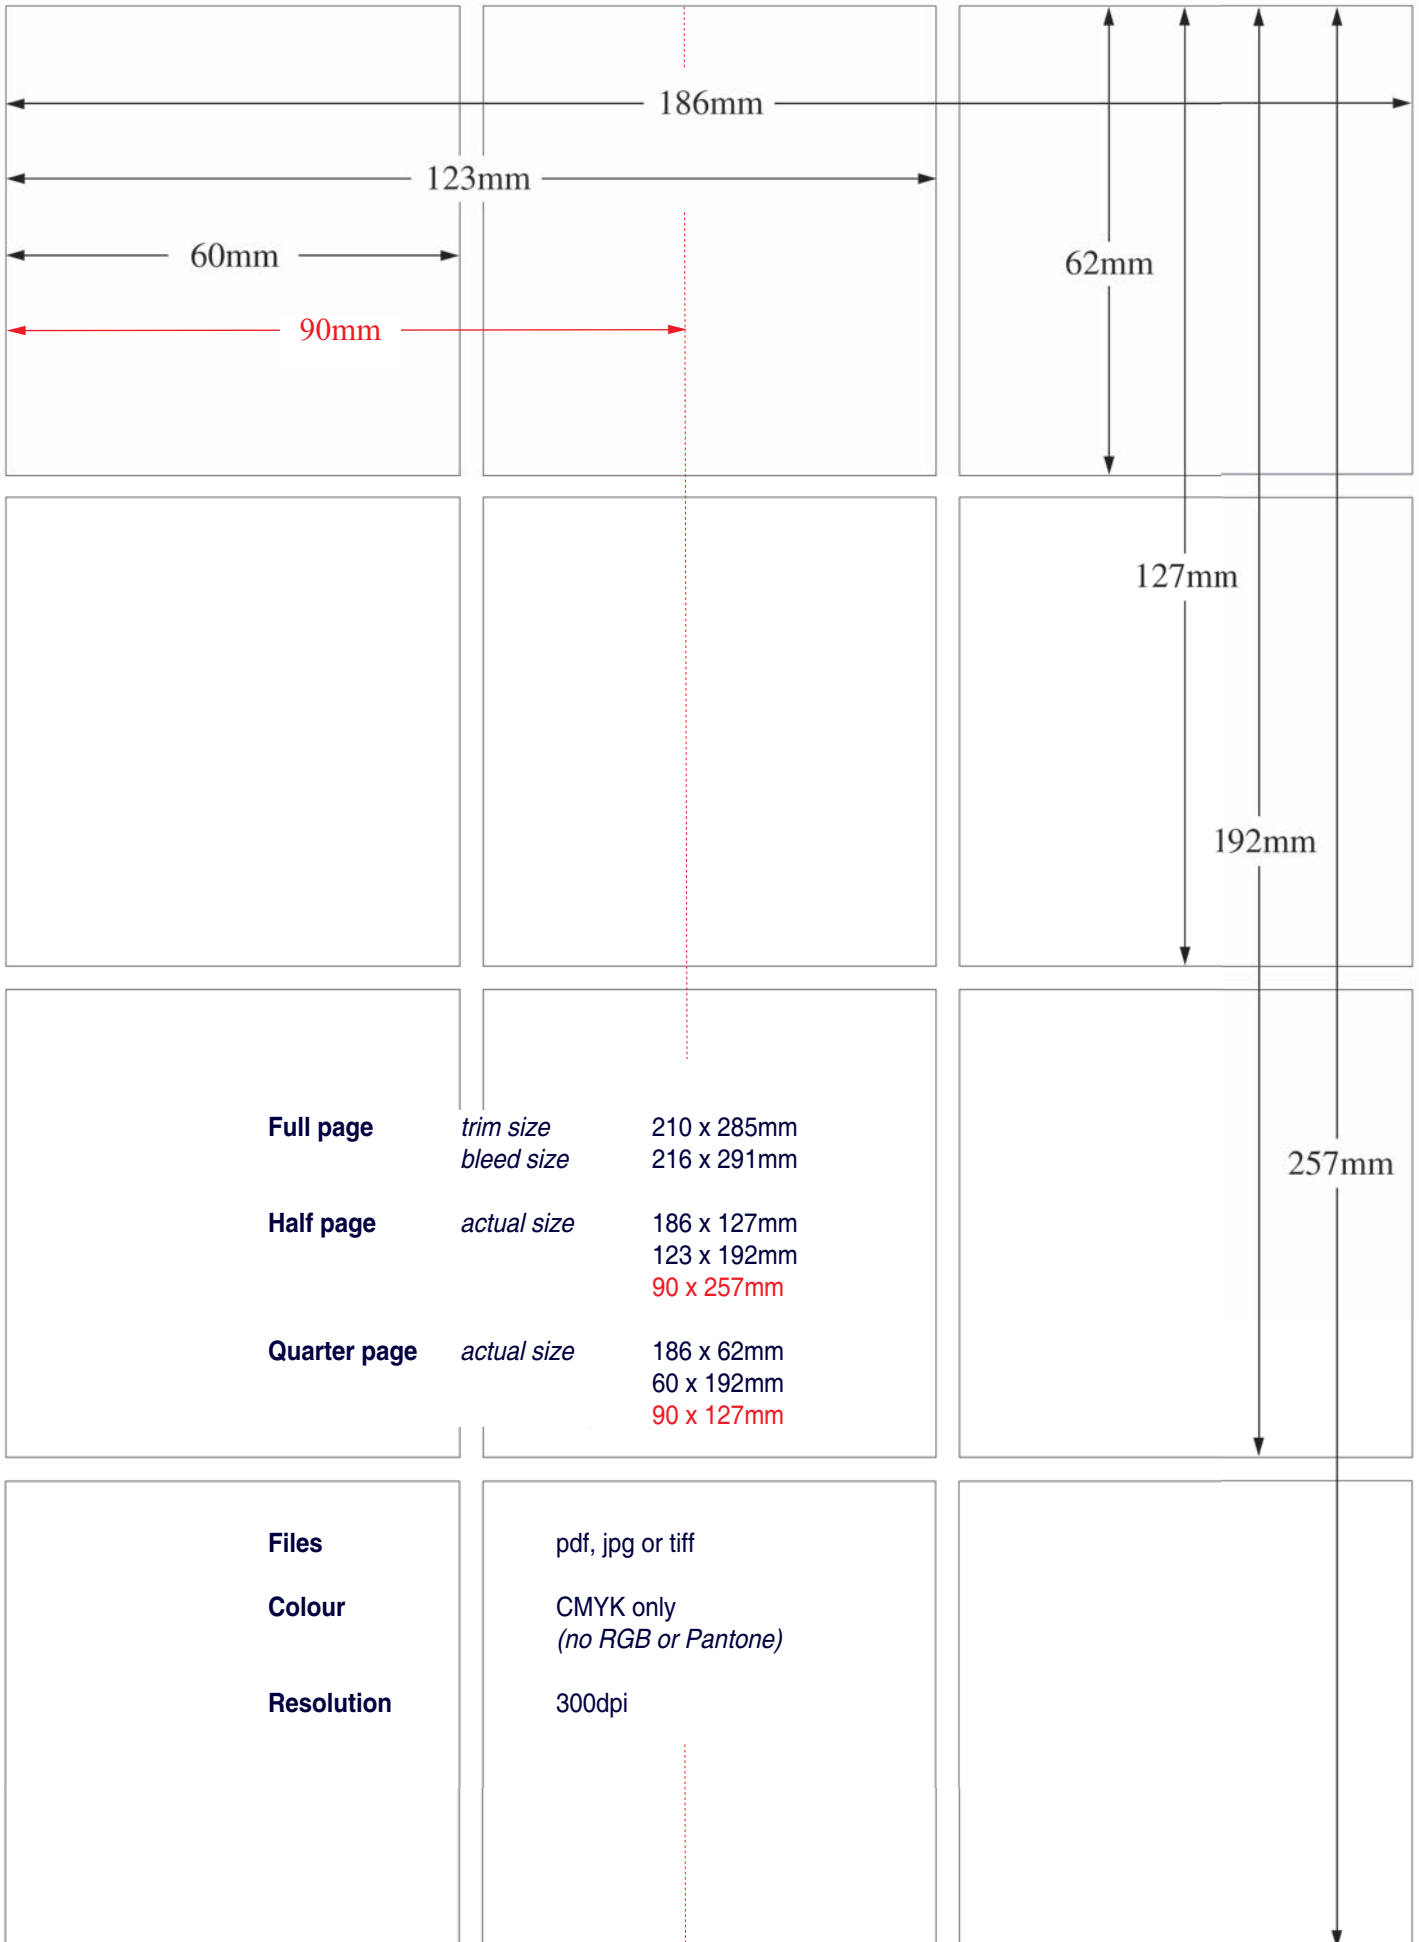 186mm
123mm
60mm
62mm
90mm
127mm
192mm
Full page trim size 210 x 285mm
bleed size 216 x 291mm
257mm
Half page actual size 186 x 127mm
123 x 192mm
90 x 257mm
Quarter page actual size 186 x 62mm
60 x 192mm
90 x 127mm
Files pdf, jpg or tiff
Colour CMYK only
(no RGB or Pantone)
Resolution 300dpi